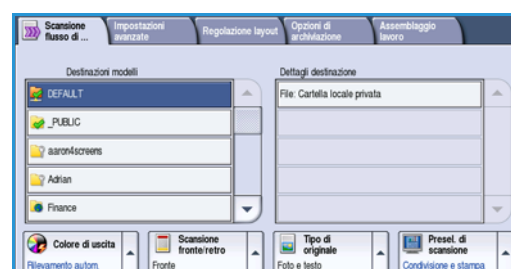 Scansione
flusso di ...
Impostazioni
avanzate
Regolazione layout
Opzioni di
archiviazione
Assemblaggio
lavoro
Destinazioni modelli
Dettagli destinazione
DEFAULT
File: Cartella locale privata
_PUBLIC
aaron4screens
Adrian
Finance
Colore di uscita
Rilevamento autom.
Scansione
fronte/retro
Fronte
Tipo di
originale
Foto e testo
Presel. di
scansione
Condivisione e stampa